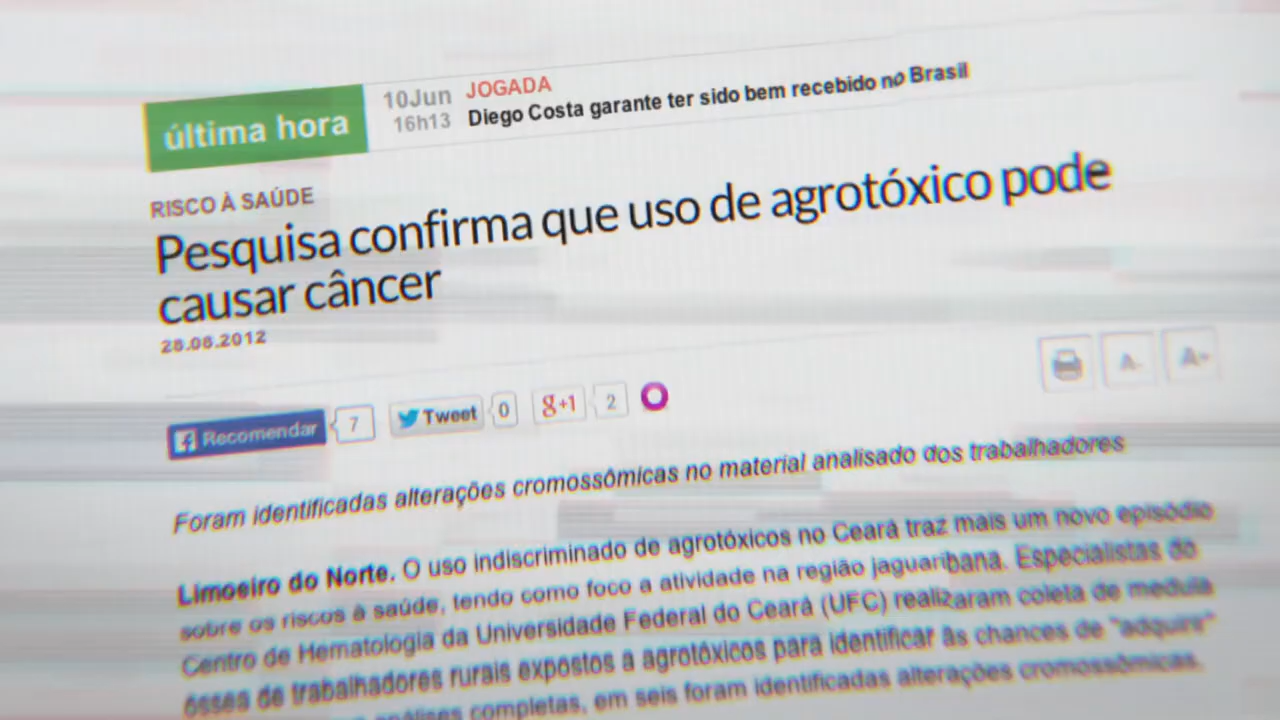 última hora
10Jun JOGADA
16h13 Diego Costa garante ter sido bem recebido no Brasil
RISCO À SAÚDE
Pesquisa confirma que uso de agrotóxico pode
causar câncer
28.08.2012
Recomendar 7 Tweet 0 g+1 2
A- A+
Foram identificadas alterações cromossômicas no material analisado dos trabalhadores
Limoeiro do Norte. O uso indiscriminado de agrotóxicos no Ceará traz mais um novo episódio
sobre os riscos à saúde, tendo como foco a atividade na região jaguaribana. Especialistas do
Centro de Hematologia da Universidade Federal do Ceará (UFC) realizaram coleta de medula
óssea de trabalhadores rurais expostos a agrotóxicos para identificar as chances de "adquirir"
análises completas, em seis foram identificadas alterações cromossômicas.